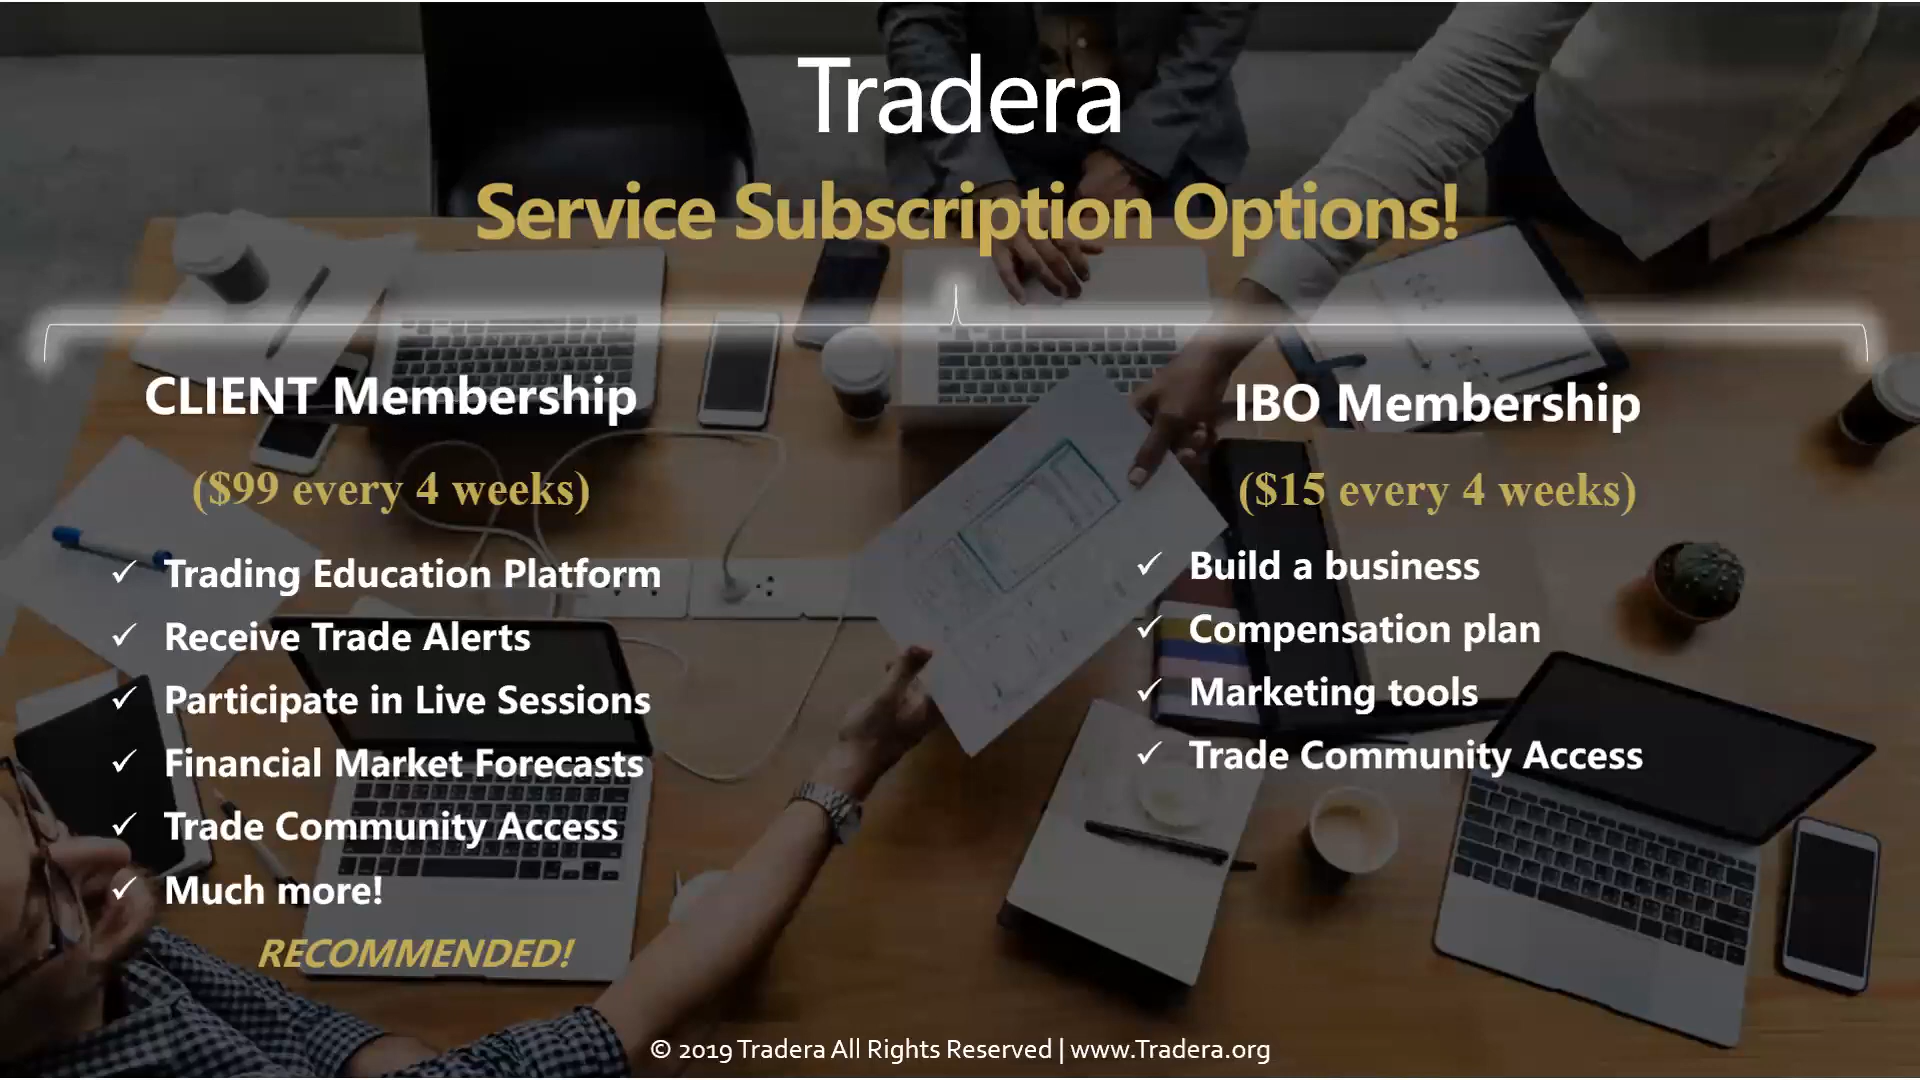 Tradera
Service Subscription Options!
CLIENT Membership
($99 every 4 weeks)
✓ Trading Education Platform
✓ Receive Trade Alerts
✓ Participate in Live Sessions
✓ Financial Market Forecasts
✓ Trade Community Access
✓ Much more!
RECOMMENDED!
IBO Membership
($15 every 4 weeks)
✓ Build a business
✓ Compensation plan
✓ Marketing tools
✓ Trade Community Access
© 2019 Tradera All Rights Reserved | www.Tradera.org